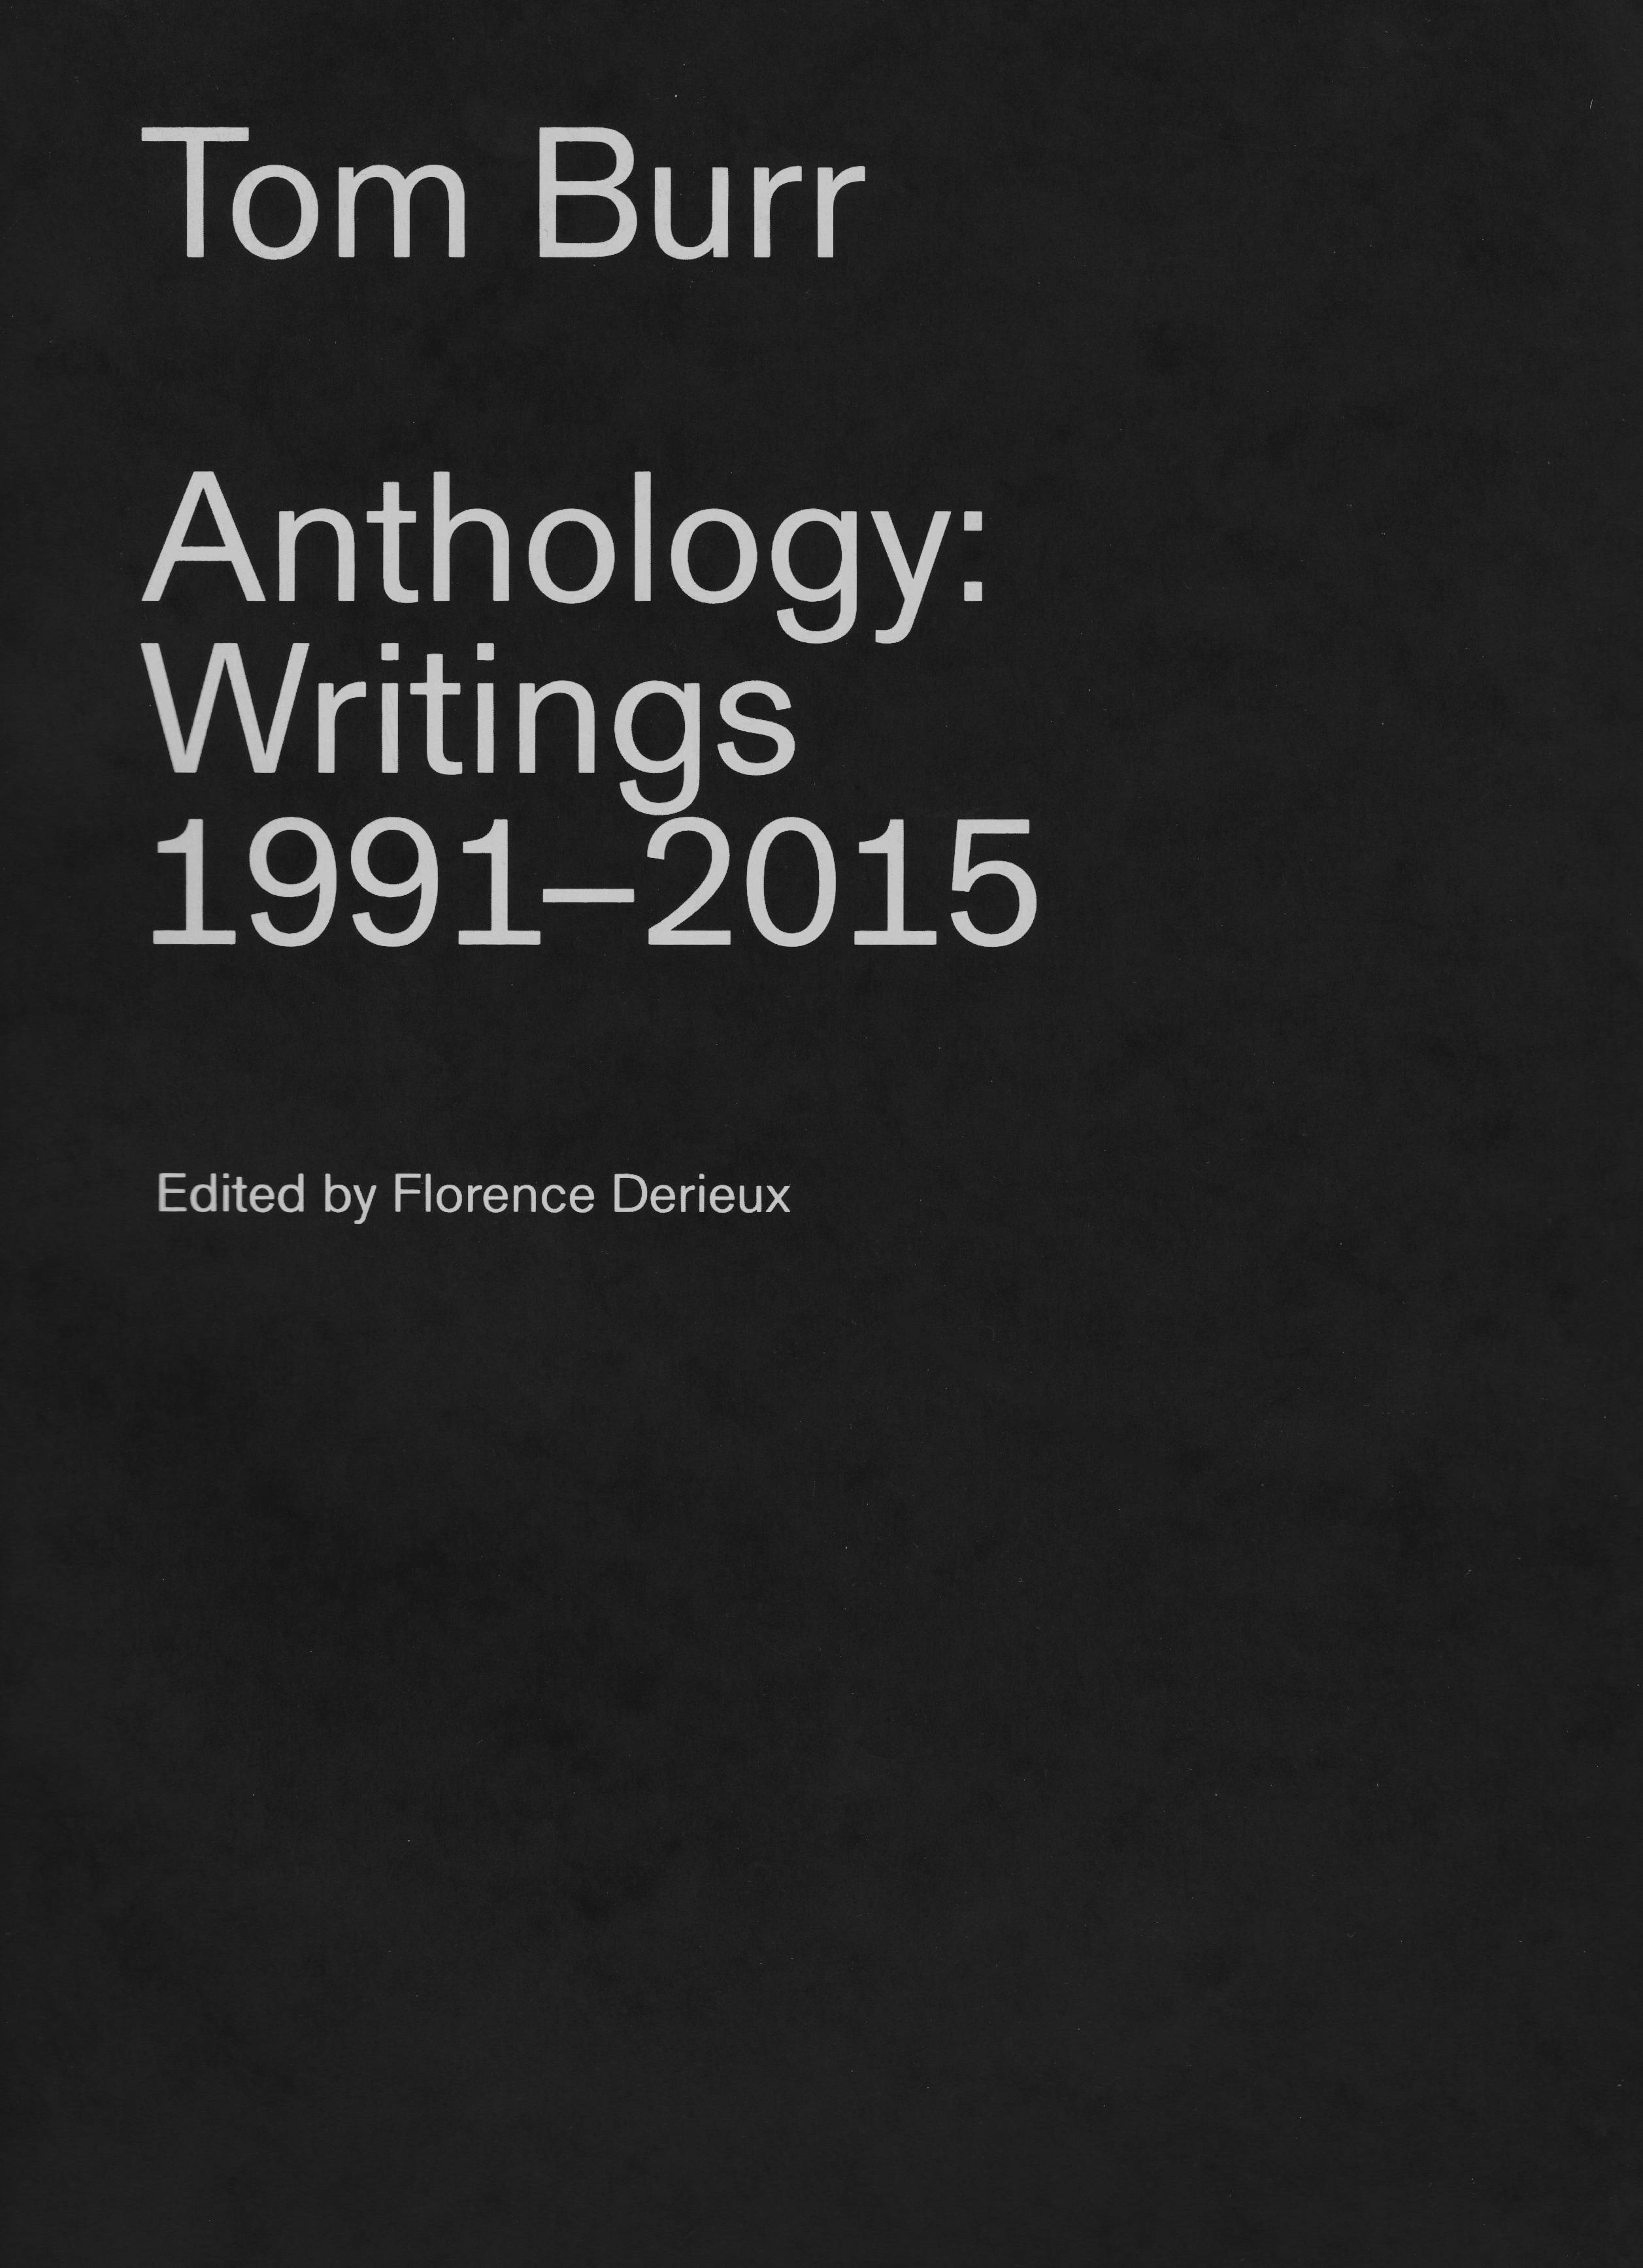 Tom Burr
Anthology:
Writings
1991–2015
Edited by Florence Derieux